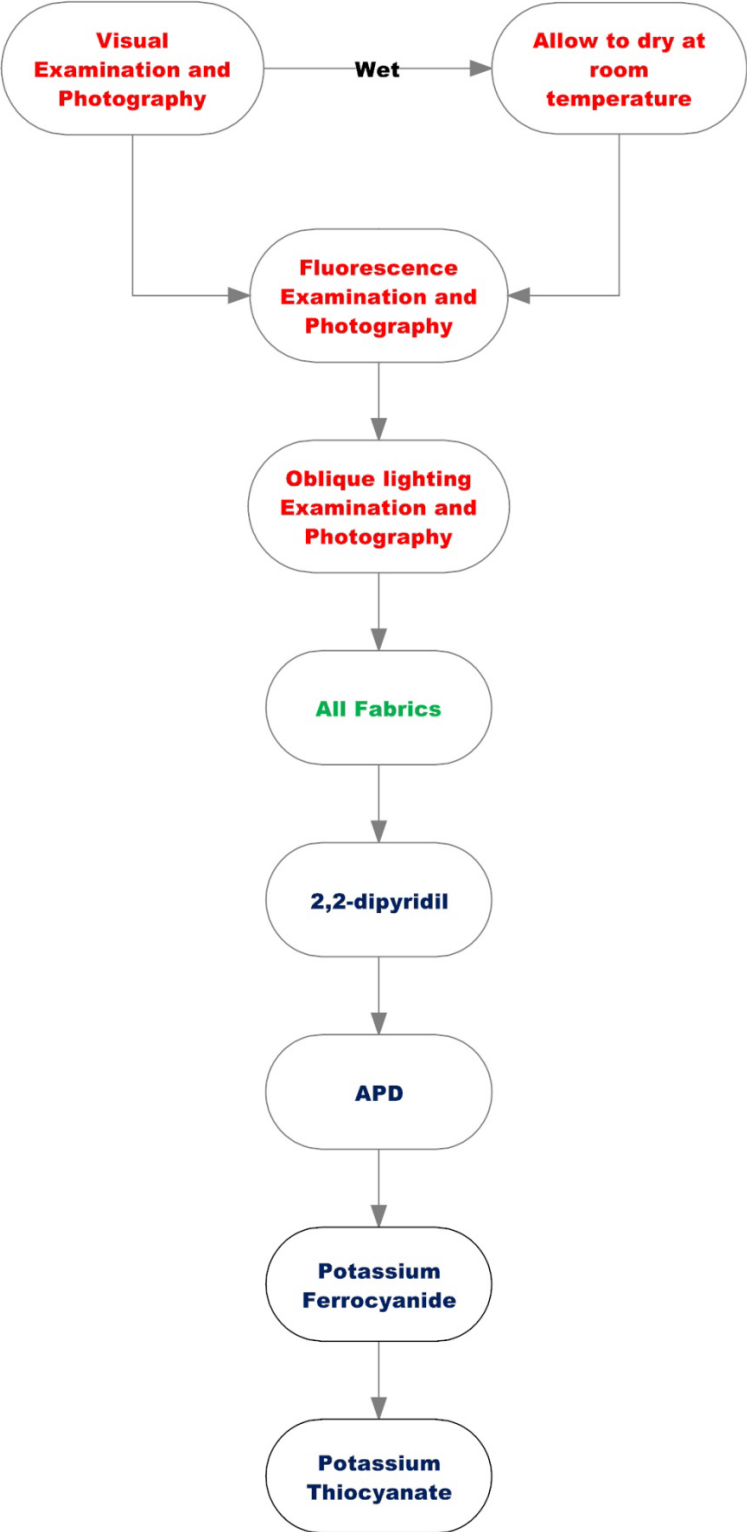 Visual
Examination and
Photography
Wet
Allow to dry at
room
temperature
Fluorescence
Examination and
Photography
Oblique lighting
Examination and
Photography
All Fabrics
2,2-dipyridil
APD
Potassium
Ferrocyanide
Potassium
Thiocyanate